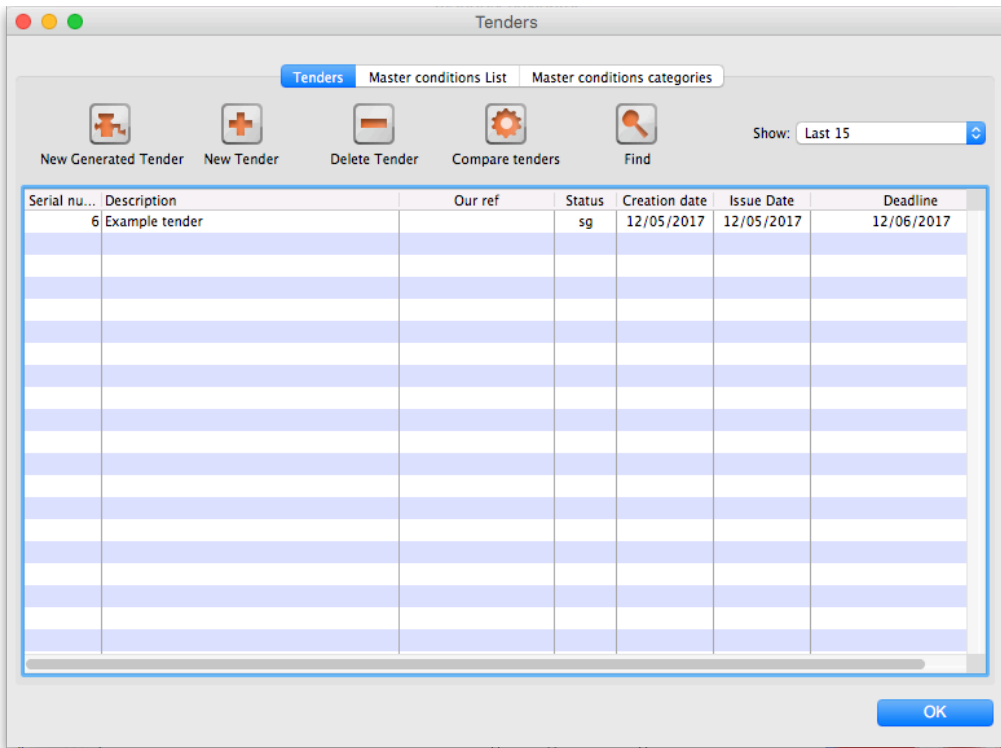 Tenders
Tenders Master conditions List Master conditions categories
New Generated Tender New Tender Delete Tender Compare tenders Find Show: Last 15
Serial nu... Description Our ref Status Creation date Issue Date Deadline
6 Example tender sg 12/05/2017 12/05/2017 12/06/2017
OK